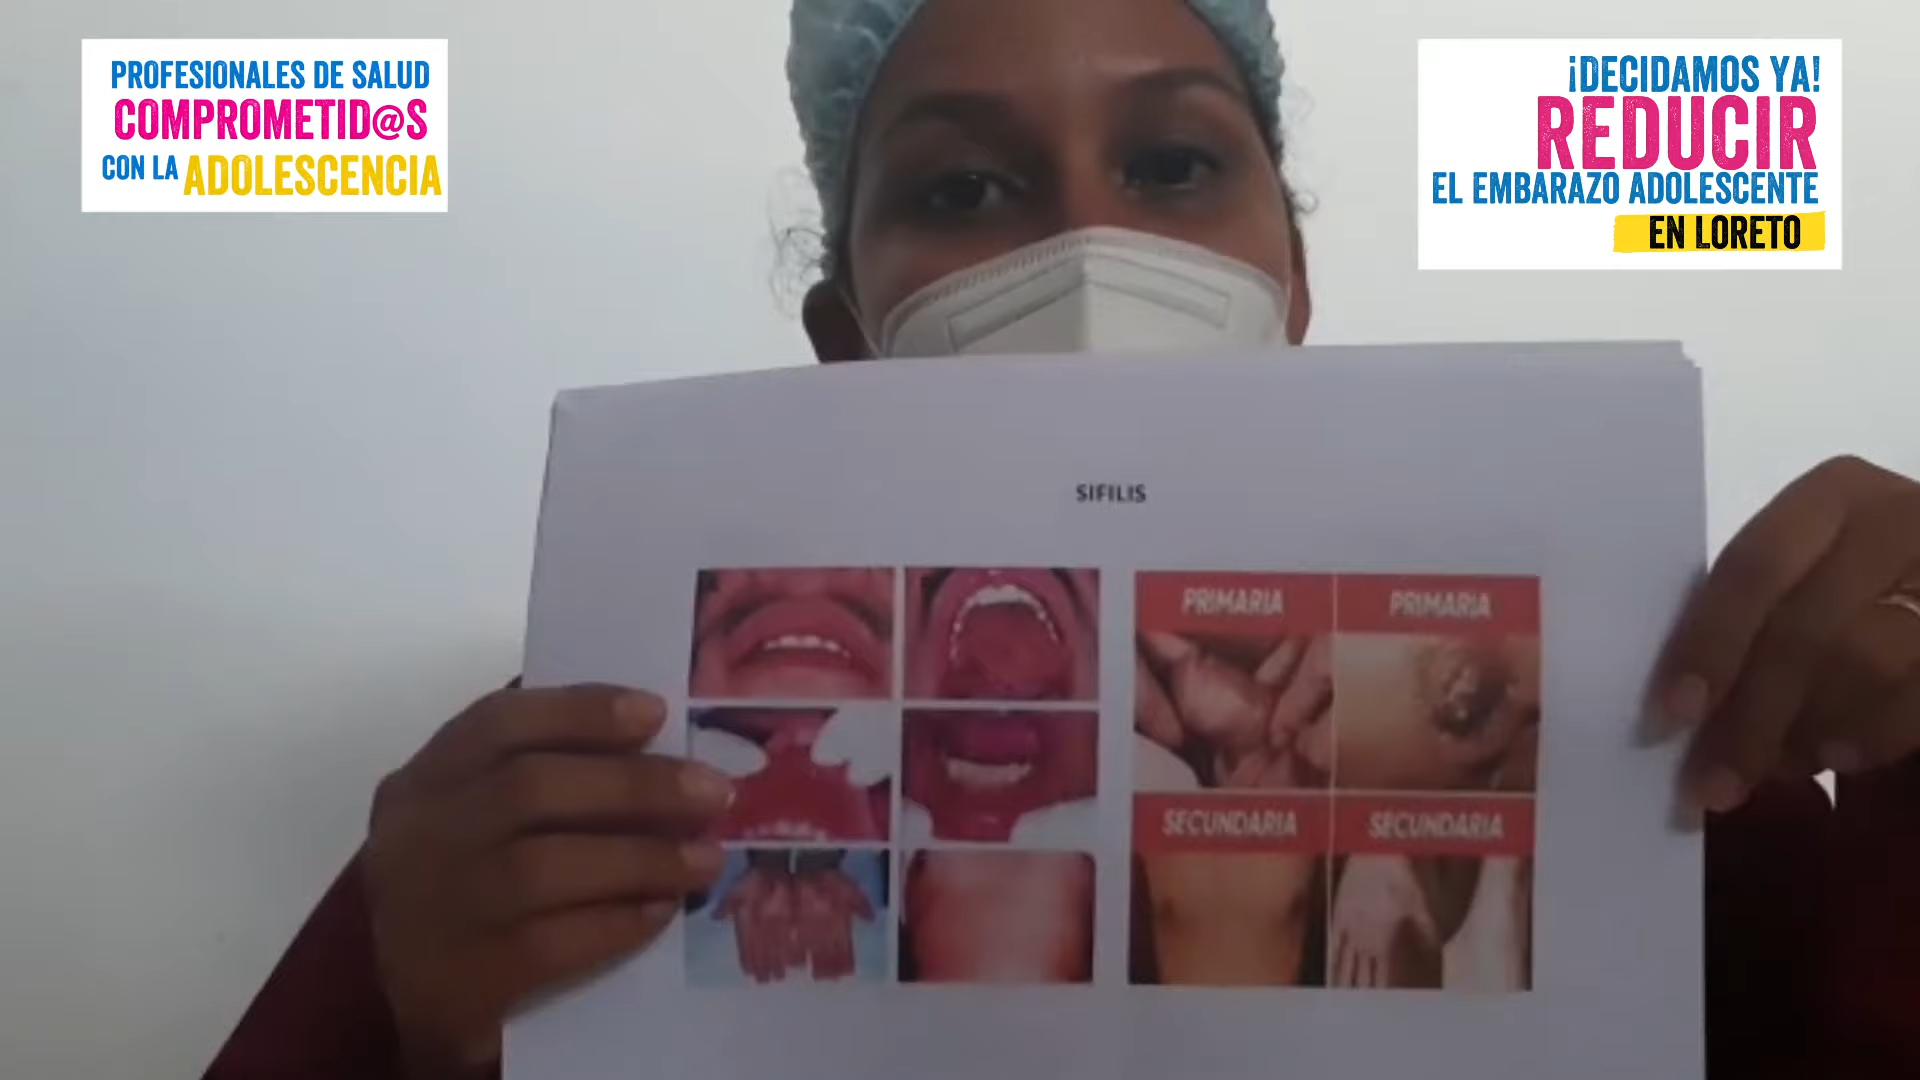 PROFESIONALES DE SALUD
COMPROMETID@S
CON LA ADOLESCENCIA
¡DECIDAMOS YA!
REDUCIR
EL EMBARAZO ADOLESCENTE
EN LORETO
SIFILIS
PRIMARIA PRIMARIA
SECUNDARIA SECUNDARIA